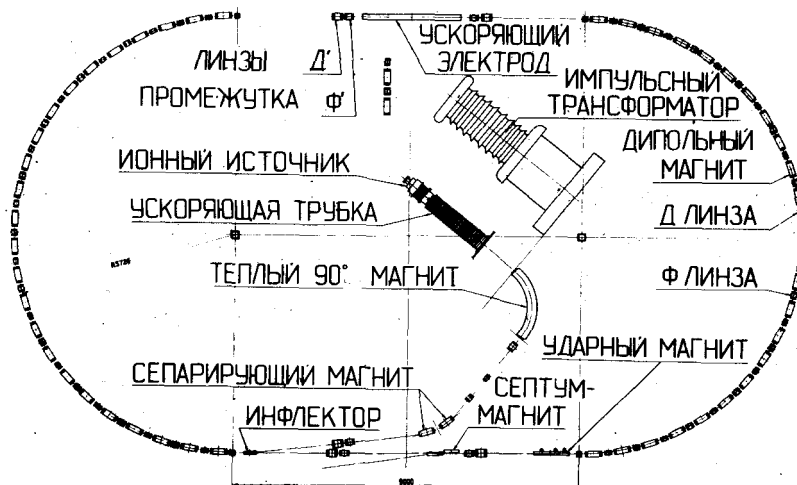 УСКОРЯЮЩИЙ
ЭЛЕКТРОД
ЛИНЗЫ Д'
ПРОМЕЖУТКА Ф'
ИМПУЛЬСНЫЙ
ТРАНСФОРМАТОР
ДИПОЛЬНЫЙ
МАГНИТ
ИОННЫЙ ИСТОЧНИК
УСКОРЯЮЩАЯ ТРУБКА
Д ЛИНЗА
ТЕПЛЫЙ 90° МАГНИТ
Ф ЛИНЗА
УДАРНЫЙ МАГНИТ
СЕПАРИРУЮЩИЙ МАГНИТ
СЕПТУМ-
МАГНИТ
ИНФЛЕКТОР